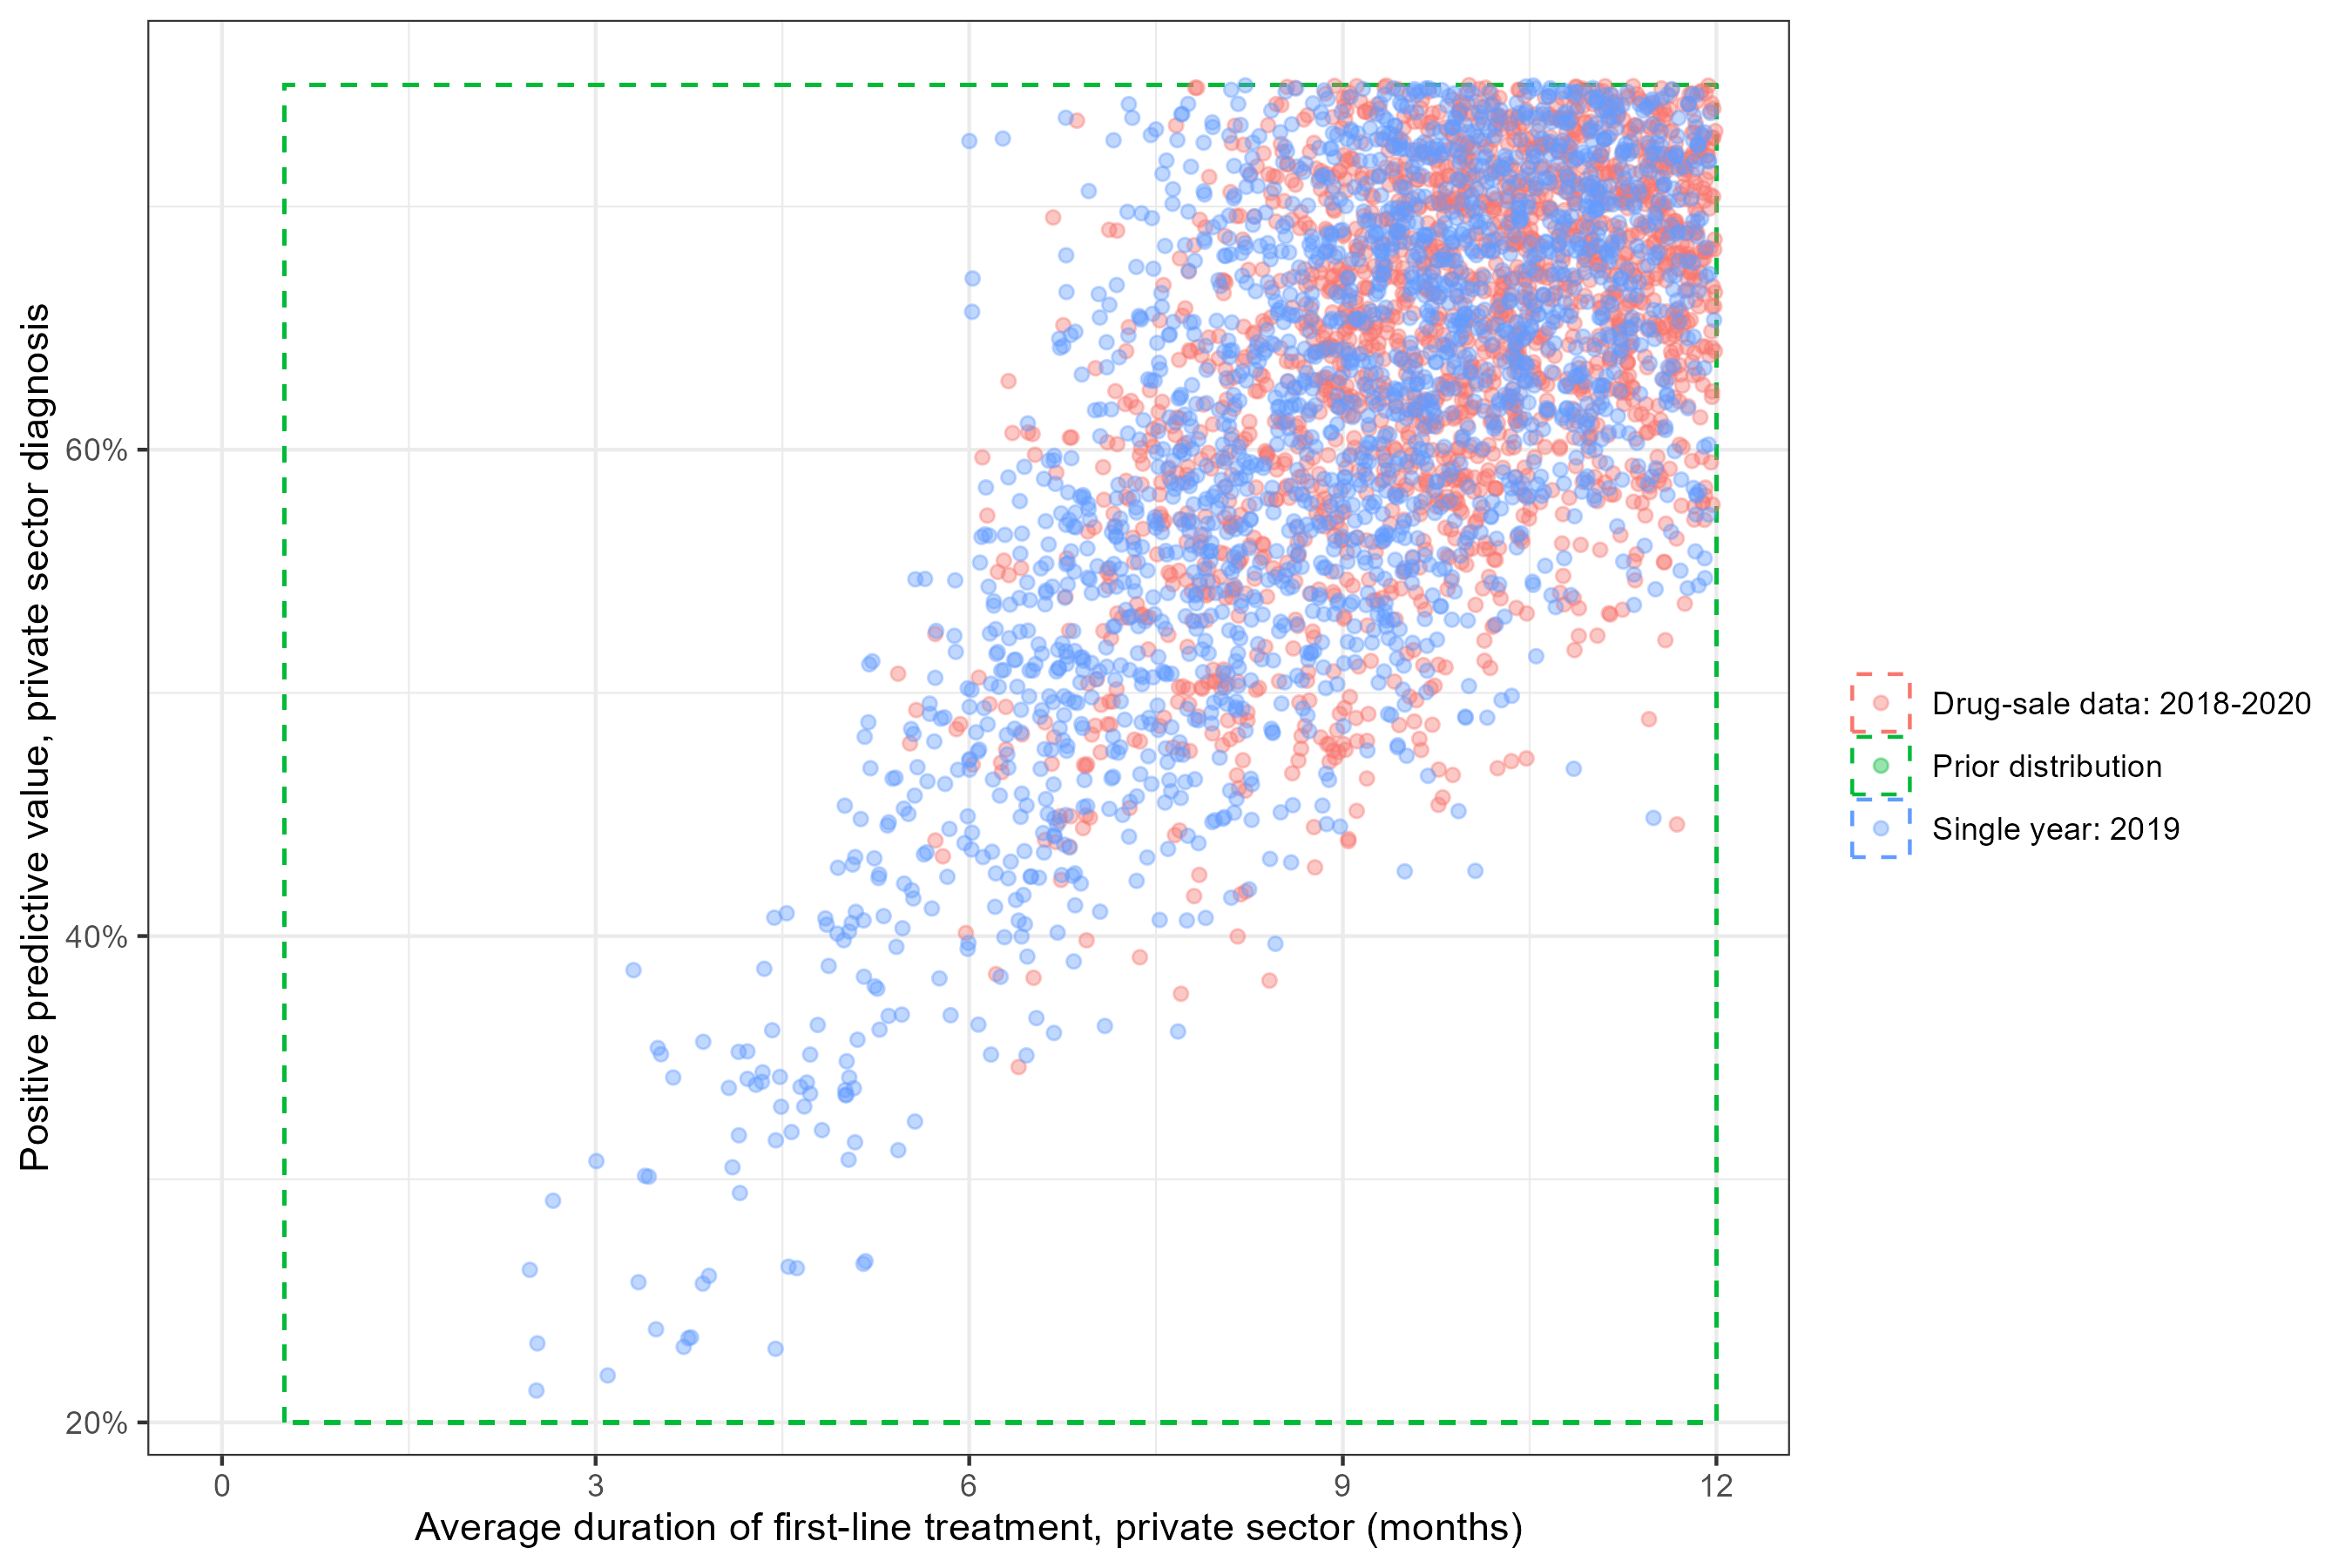 Positive predictive value, private sector diagnosis
60%
40%
20%
0
3
6
9
12
Average duration of first-line treatment, private sector (months)
Drug-sale data: 2018-2020
Prior distribution
Single year: 2019